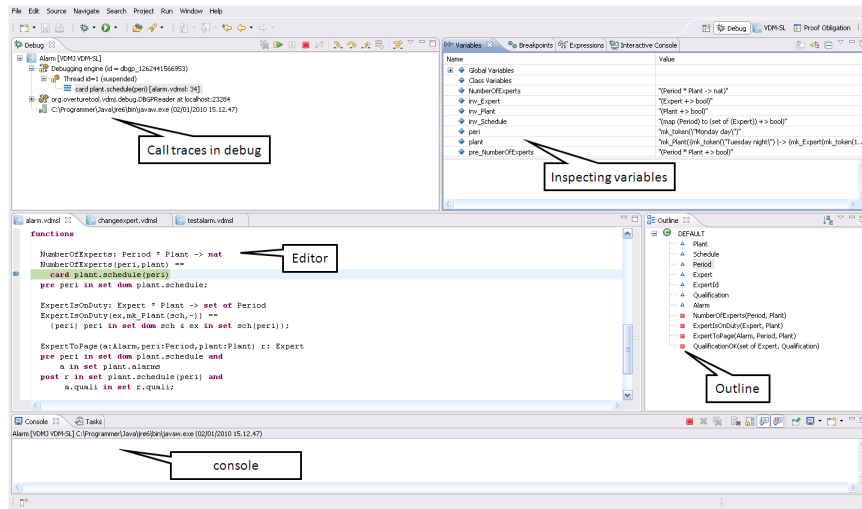 File Edit Source Navigate Search Project Run Window Help
Debug VDM-SL Proof Obligation
Debug
Alarm [VDMJ VDM-SL]
Debugging engine (id = dbgp_1262441566953)
Thread id=1 (suspended)
card plant.schedule(peri) [alarm.vdmsl: 34]
org.overturetool.vdmj.debug.DBGPReader at localhost:23284
C:\Programmer\Java\jre6\bin\javaw.exe (02/01/2010 15.12.47)
Call traces in debug
Variables Breakpoints Expressions Interactive Console
Name Value
Global Variables
Class Variables
NumberOfExperts "(Period * Plant -> nat)"
inv_Expert "(Expert +> bool)"
inv_Plant "(Plant +> bool)"
inv_Schedule "(map (Period) to (set of (Expert)) +> bool)"
peri "mk_token(\"Monday day\")"
plant "mk_Plant({mk_token(\"Tuesday night\") |-> {mk_Expert(mk_token(1...
pre_NumberOfExperts "(Period * Plant +> bool)"
Inspecting variables
alarm.vdmsl changeexpert.vdmsl testalarm.vdmsl
functions
NumberOfExperts: Period * Plant -> nat
NumberOfExperts(peri,plant) ==
card plant.schedule(peri)
pre peri in set dom plant.schedule;
ExpertIsOnDuty: Expert * Plant -> set of Period
ExpertIsOnDuty(ex,mk_Plant(sch,-)) ==
{peri| peri in set dom sch & ex in set sch(peri)};
ExpertToPage(a:Alarm,peri:Period,plant:Plant) r: Expert
pre peri in set dom plant.schedule and
a in set plant.alarms
post r in set plant.schedule(peri) and
a.quali in set r.quali;
Editor
Outline
DEFAULT
Plant
Schedule
Period
Expert
ExpertId
Qualification
Alarm
NumberOfExperts(Period, Plant)
ExpertIsOnDuty(Expert, Plant)
ExpertToPage(Alarm, Period, Plant)
QualificationOK(set of Expert, Qualification)
Outline
Console Tasks
Alarm [VDMJ VDM-SL] C:\Programmer\Java\jre6\bin\javaw.exe (02/01/2010 15.12.47)
console